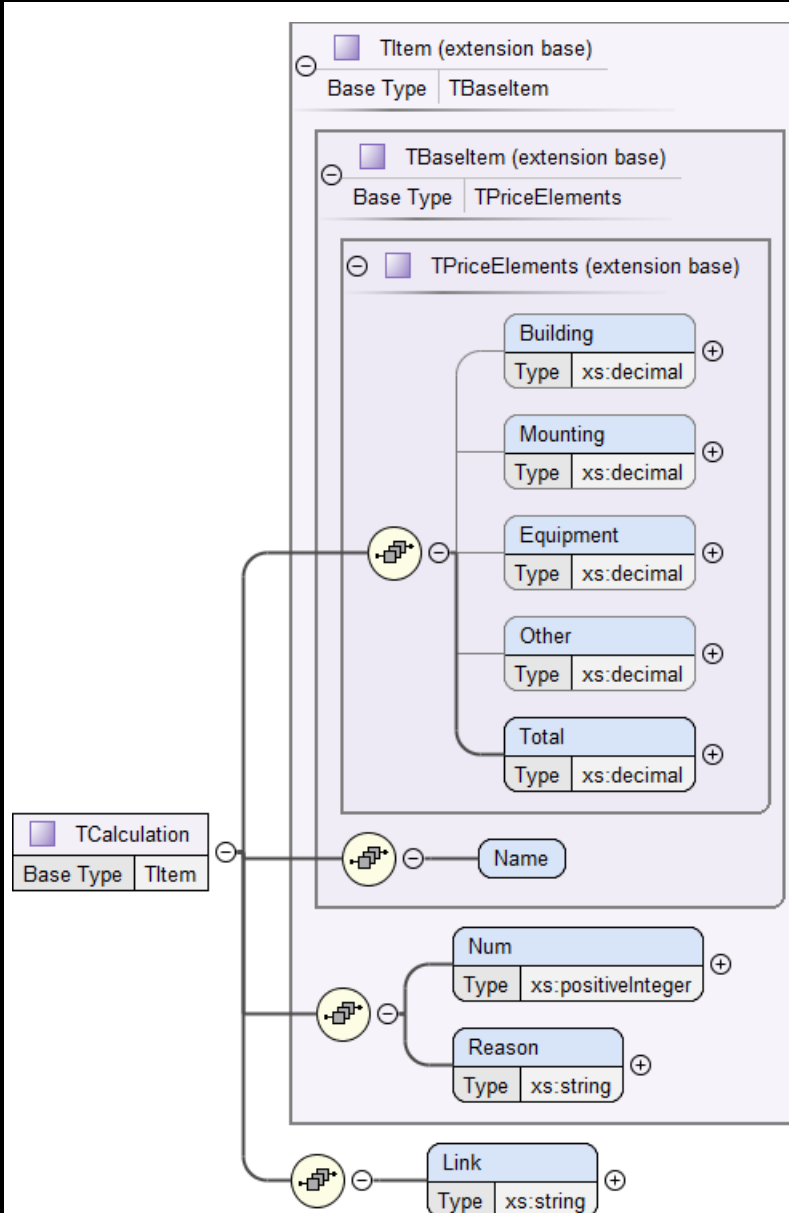 TItem (extension base)
Base Type TBaseItem
TBaseItem (extension base)
Base Type TPriceElements
TPriceElements (extension base)
Building
Type xs:decimal
Mounting
Type xs:decimal
Equipment
Type xs:decimal
Other
Type xs:decimal
Total
Type xs:decimal
TCalculation
Base Type TItem
Name
Num
Type xs:positiveInteger
Reason
Type xs:string
Link
Type xs:string